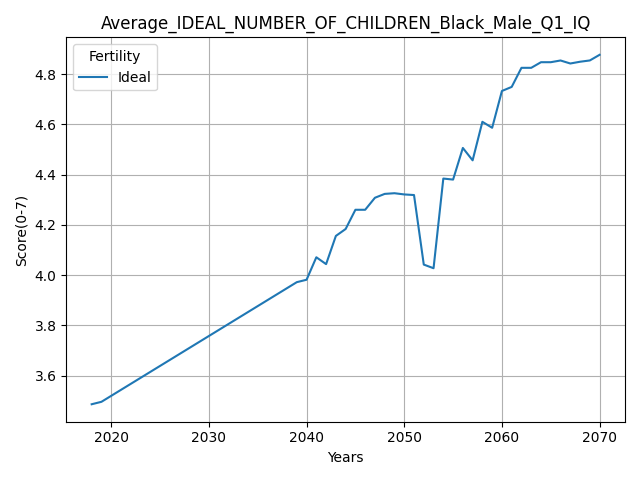 Average_IDEAL_NUMBER_OF_CHILDREN_Black_Male_Q1_IQ
Fertility
Ideal
4.8
4.6
4.4
4.2
4.0
3.8
3.6
Score(0-7)
2020 2030 2040 2050 2060 2070
Years